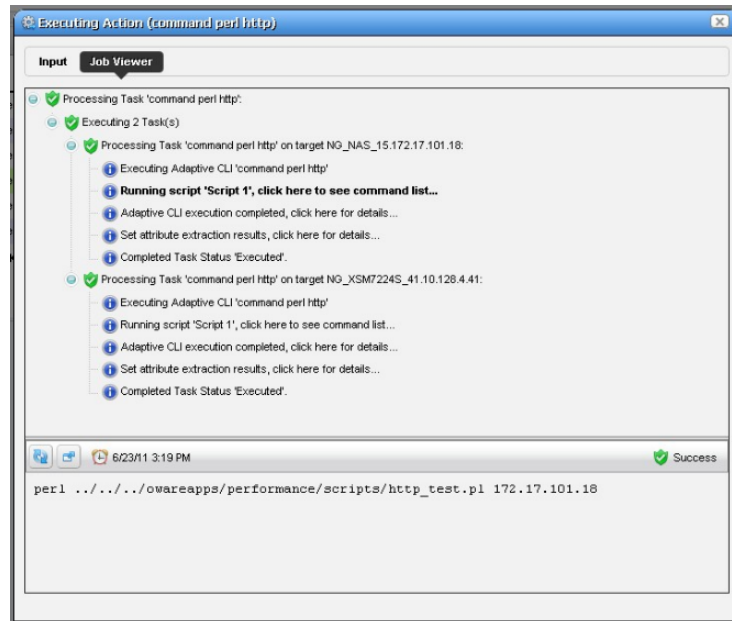 Executing Action (command perl http)
Input Job Viewer
Processing Task 'command perl http':
Executing 2 Task(s)
Processing Task 'command perl http' on target NG_NAS_15.172.17.101.18:
Executing Adaptive CLI 'command perl http'
Running script 'Script 1', click here to see command list...
Adaptive CLI execution completed, click here for details...
Set attribute extraction results, click here for details...
Completed Task Status 'Executed'.
Processing Task 'command perl http' on target NG_XSM7224S_41.10.128.4.41:
Executing Adaptive CLI 'command perl http'
Running script 'Script 1', click here to see command list...
Adaptive CLI execution completed, click here for details...
Set attribute extraction results, click here for details...
Completed Task Status 'Executed'.
6/23/11 3:19 PM Success
perl ../../../owareapps/performance/scripts/http_test.pl 172.17.101.18